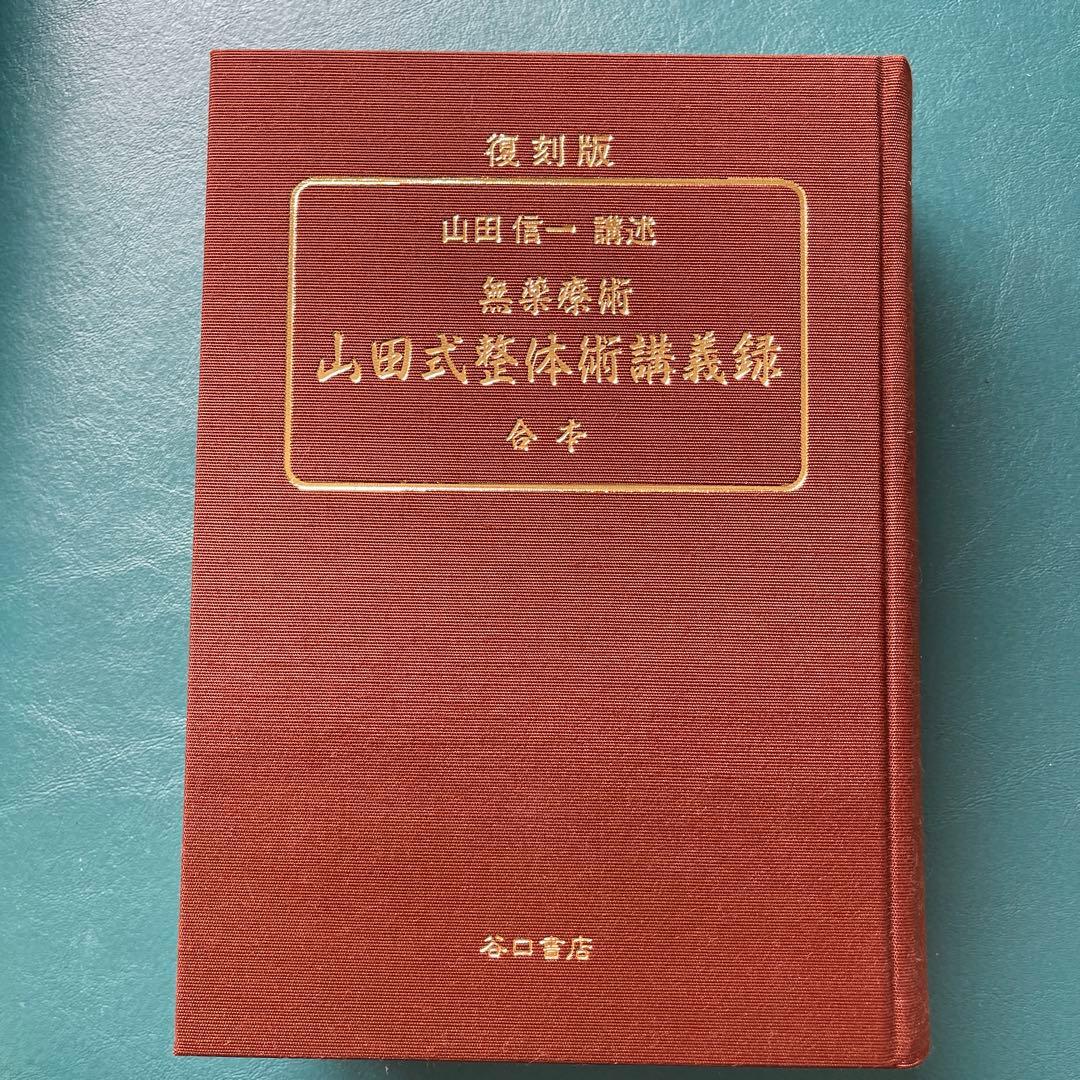 復刻版
山田信一 講述
無薬療術
山田式整体術講義録
合本
谷口書店